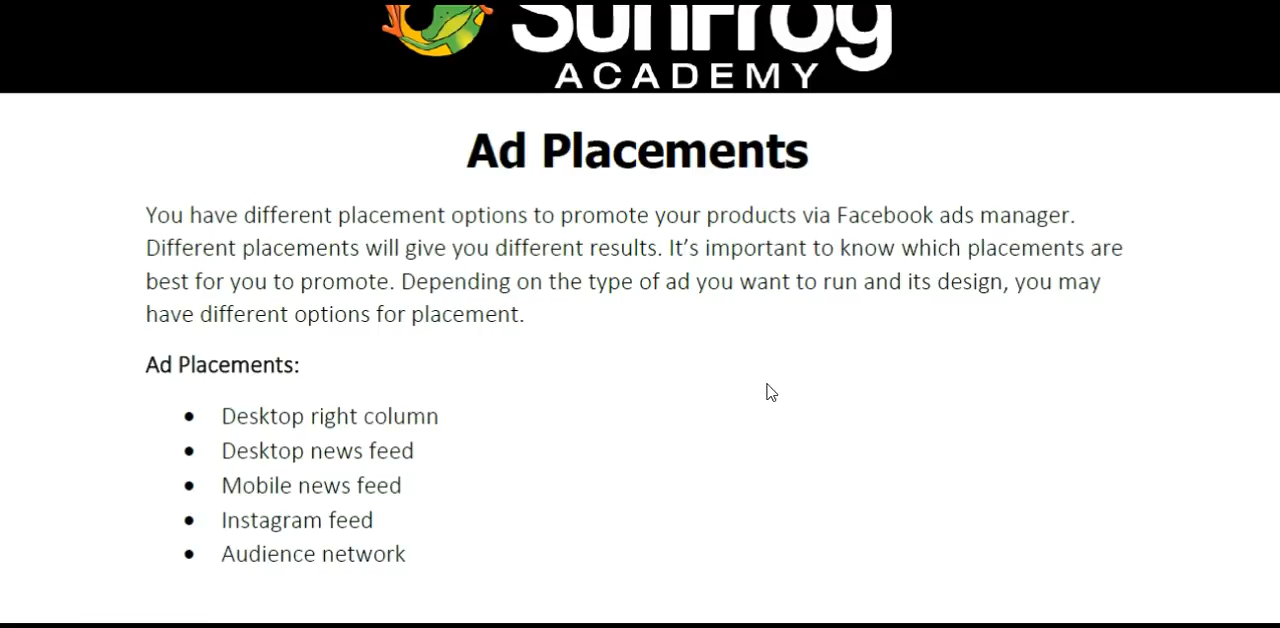 SunFrog
ACADEMY
Ad Placements
You have different placement options to promote your products via Facebook ads manager.
Different placements will give you different results. It’s important to know which placements are
best for you to promote. Depending on the type of ad you want to run and its design, you may
have different options for placement.
Ad Placements:
• Desktop right column
• Desktop news feed
• Mobile news feed
• Instagram feed
• Audience network